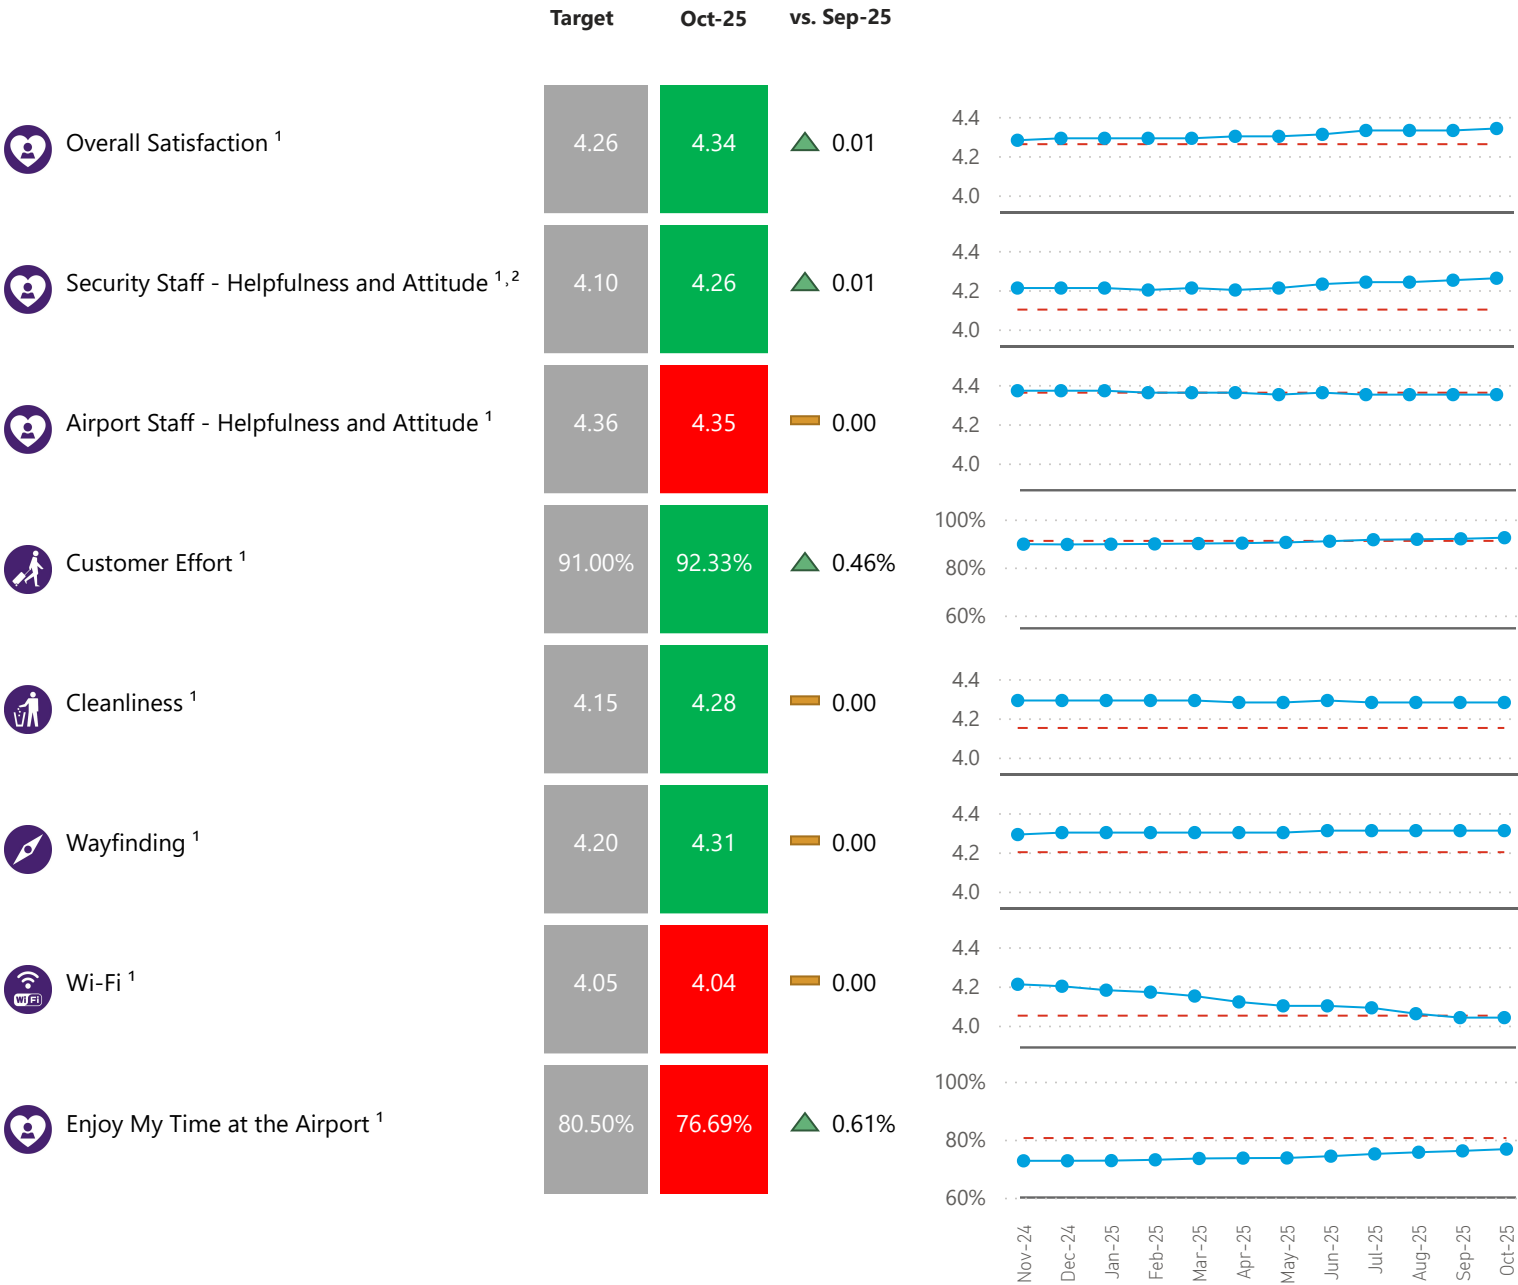 Target Oct-25 vs. Sep-25
Overall Satisfaction ¹ 4.26 4.34 0.01
4.4
4.2
4.0
Security Staff - Helpfulness and Attitude ¹,² 4.10 4.26 0.01
4.4
4.2
4.0
Airport Staff - Helpfulness and Attitude ¹ 4.36 4.35 0.00
4.4
4.2
4.0
Customer Effort ¹ 91.00% 92.33% 0.46%
100%
80%
60%
Cleanliness ¹ 4.15 4.28 0.00
4.4
4.2
4.0
Wayfinding ¹ 4.20 4.31 0.00
4.4
4.2
4.0
Wi-Fi ¹ 4.05 4.04 0.00
Wi Fi
4.4
4.2
4.0
Enjoy My Time at the Airport ¹ 80.50% 76.69% 0.61%
100%
80%
60%
Nov-24 Dec-24 Jan-25 Feb-25 Mar-25 Apr-25 May-25 Jun-25 Jul-25 Aug-25 Sep-25 Oct-25